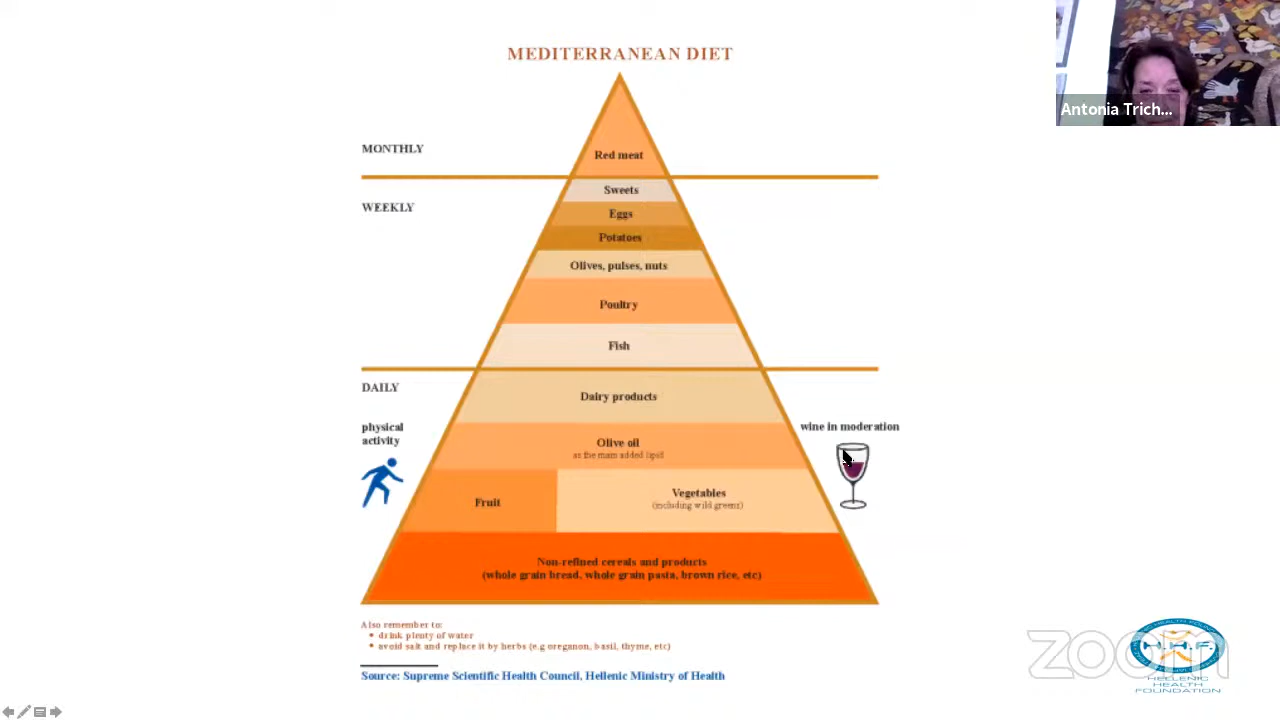 MEDITERRANEAN DIET
Antonia Trich...
MONTHLY
Red meat
Sweets
WEEKLY
Eggs
Potatoes
Olives, pulses, nuts
Poultry
Fish
DAILY
Dairy products
physical
activity
wine in moderation
Olive oil
as the main added lipid
Fruit
Vegetables
(including wild greens)
Non-refined cereals and products
(whole grain bread, whole grain pasta, brown rice, etc)
Also remember to:
• drink plenty of water
• avoid salt and replace it by herbs (e.g oreganon, basil, thyme, etc)
Source: Supreme Scientific Health Council, Hellenic Ministry of Health
zoom
H.H.F.
HELLENIC
HEALTH
FOUNDATION